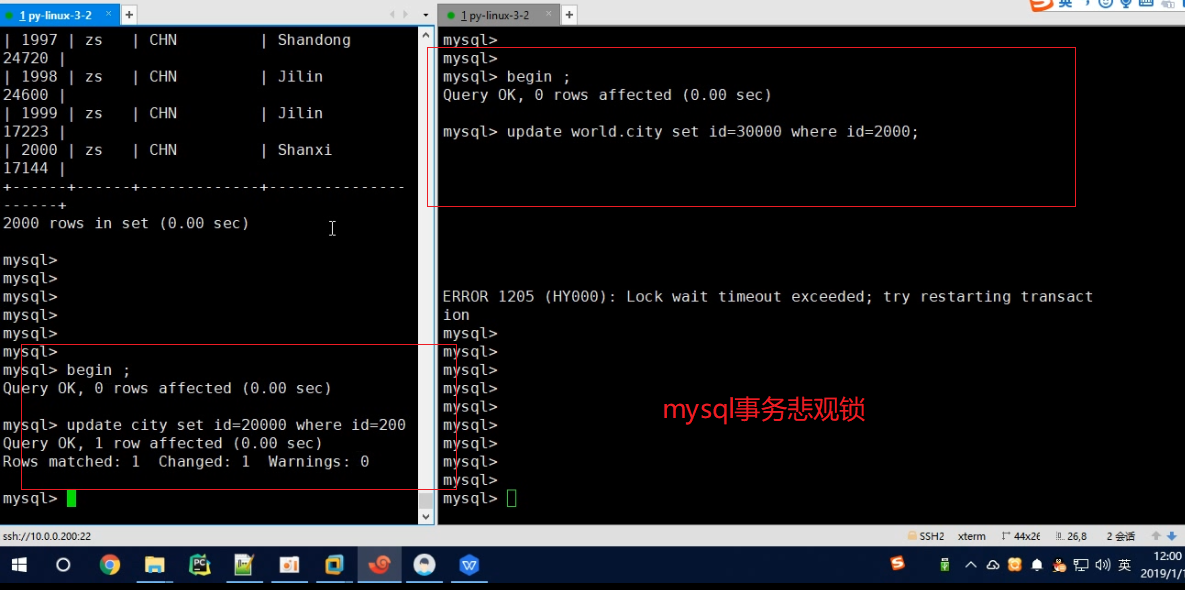 1 py-linux-3-2
| 1997 | zs   | CHN         | Shandong
24720 |
| 1998 | zs   | CHN         | Jilin
24600 |
| 1999 | zs   | CHN         | Jilin
17223 |
| 2000 | zs   | CHN         | Shanxi
17144 |
+------+------+-------------+---------------
------+
2000 rows in set (0.00 sec)
mysql>
mysql>
mysql>
mysql>
mysql>
mysql>
mysql> begin ;
Query OK, 0 rows affected (0.00 sec)
mysql> update city set id=20000 where id=200
Query OK, 1 row affected (0.00 sec)
Rows matched: 1  Changed: 1  Warnings: 0
mysql>
1 py-linux-3-2
英
mysql>
mysql>
mysql> begin ;
Query OK, 0 rows affected (0.00 sec)
mysql> update world.city set id=30000 where id=2000;
ERROR 1205 (HY000): Lock wait timeout exceeded; try restarting transact
ion
mysql>
mysql>
mysql>
mysql>
mysql>
mysql>
mysql>
mysql>
mysql>
mysql>
mysql事务悲观锁
ssh://10.0.0.200:22
SSH2 xterm 44x26 26,8 2 会话
英
12:00
2019/1/1